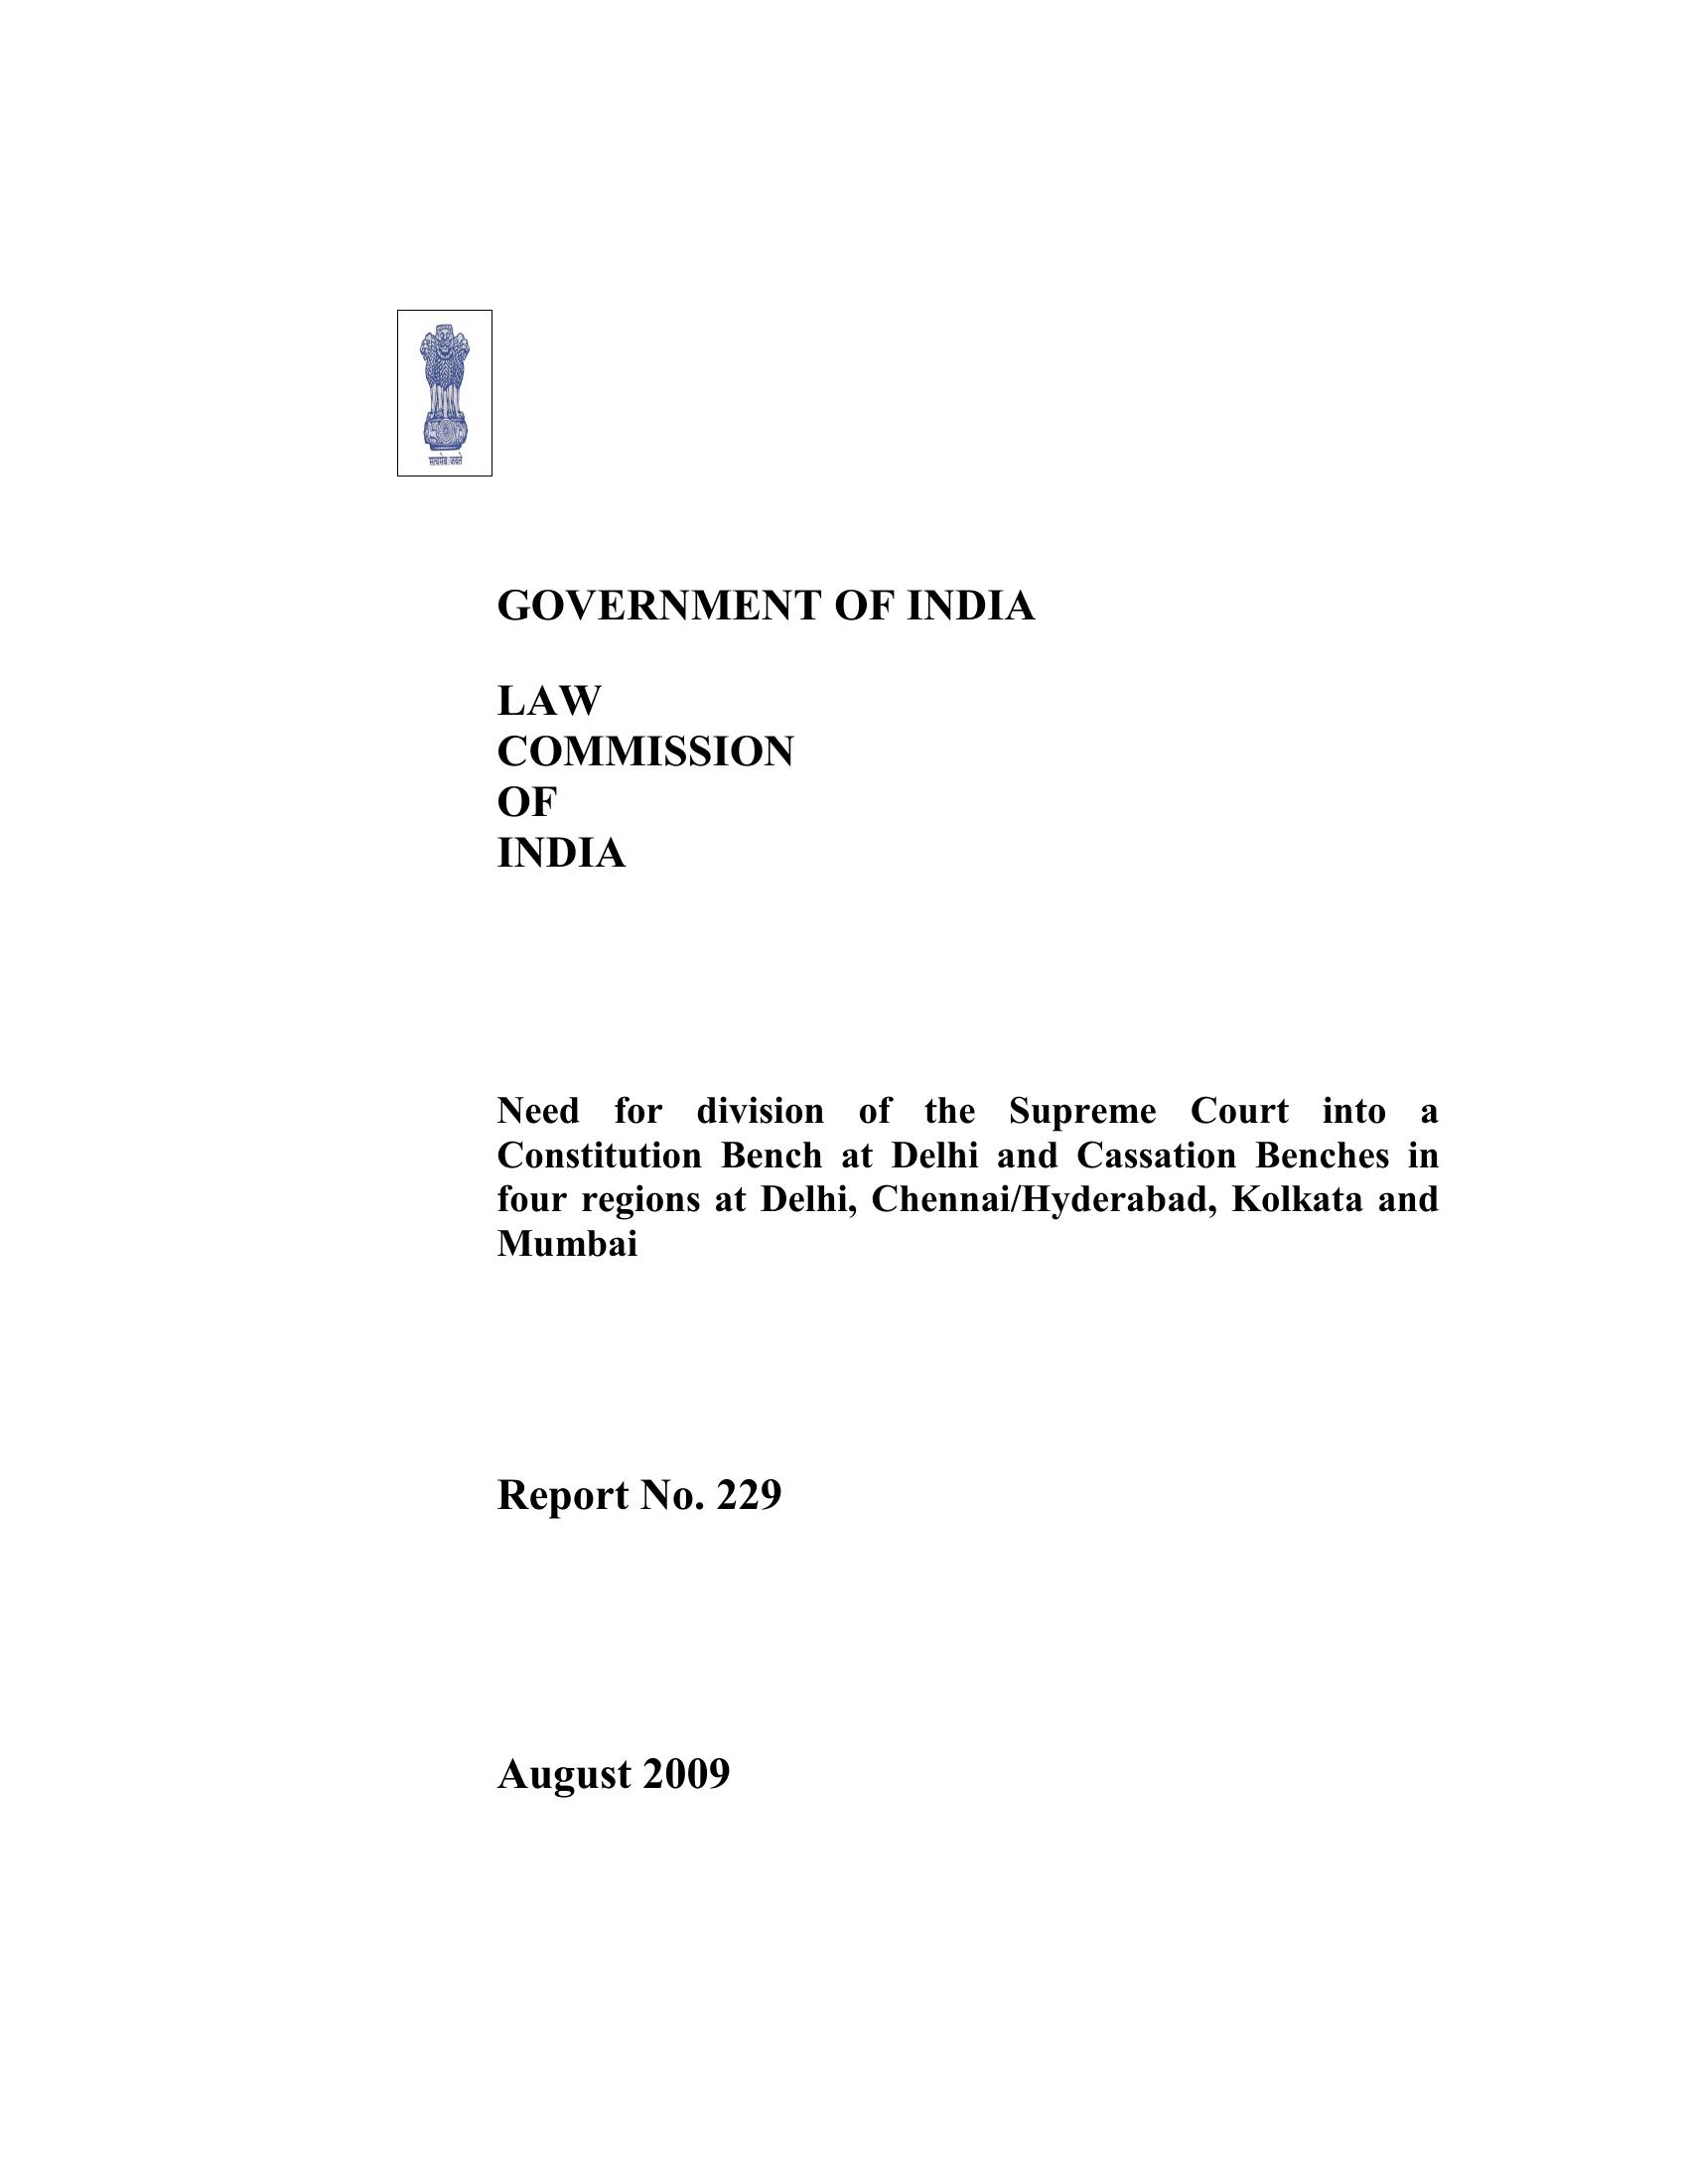 सत्यमेव जयते
GOVERNMENT OF INDIA
LAW
COMMISSION
OF
INDIA
Need for division of the Supreme Court into a
Constitution Bench at Delhi and Cassation Benches in
four regions at Delhi, Chennai/Hyderabad, Kolkata and
Mumbai
Report No. 229
August 2009